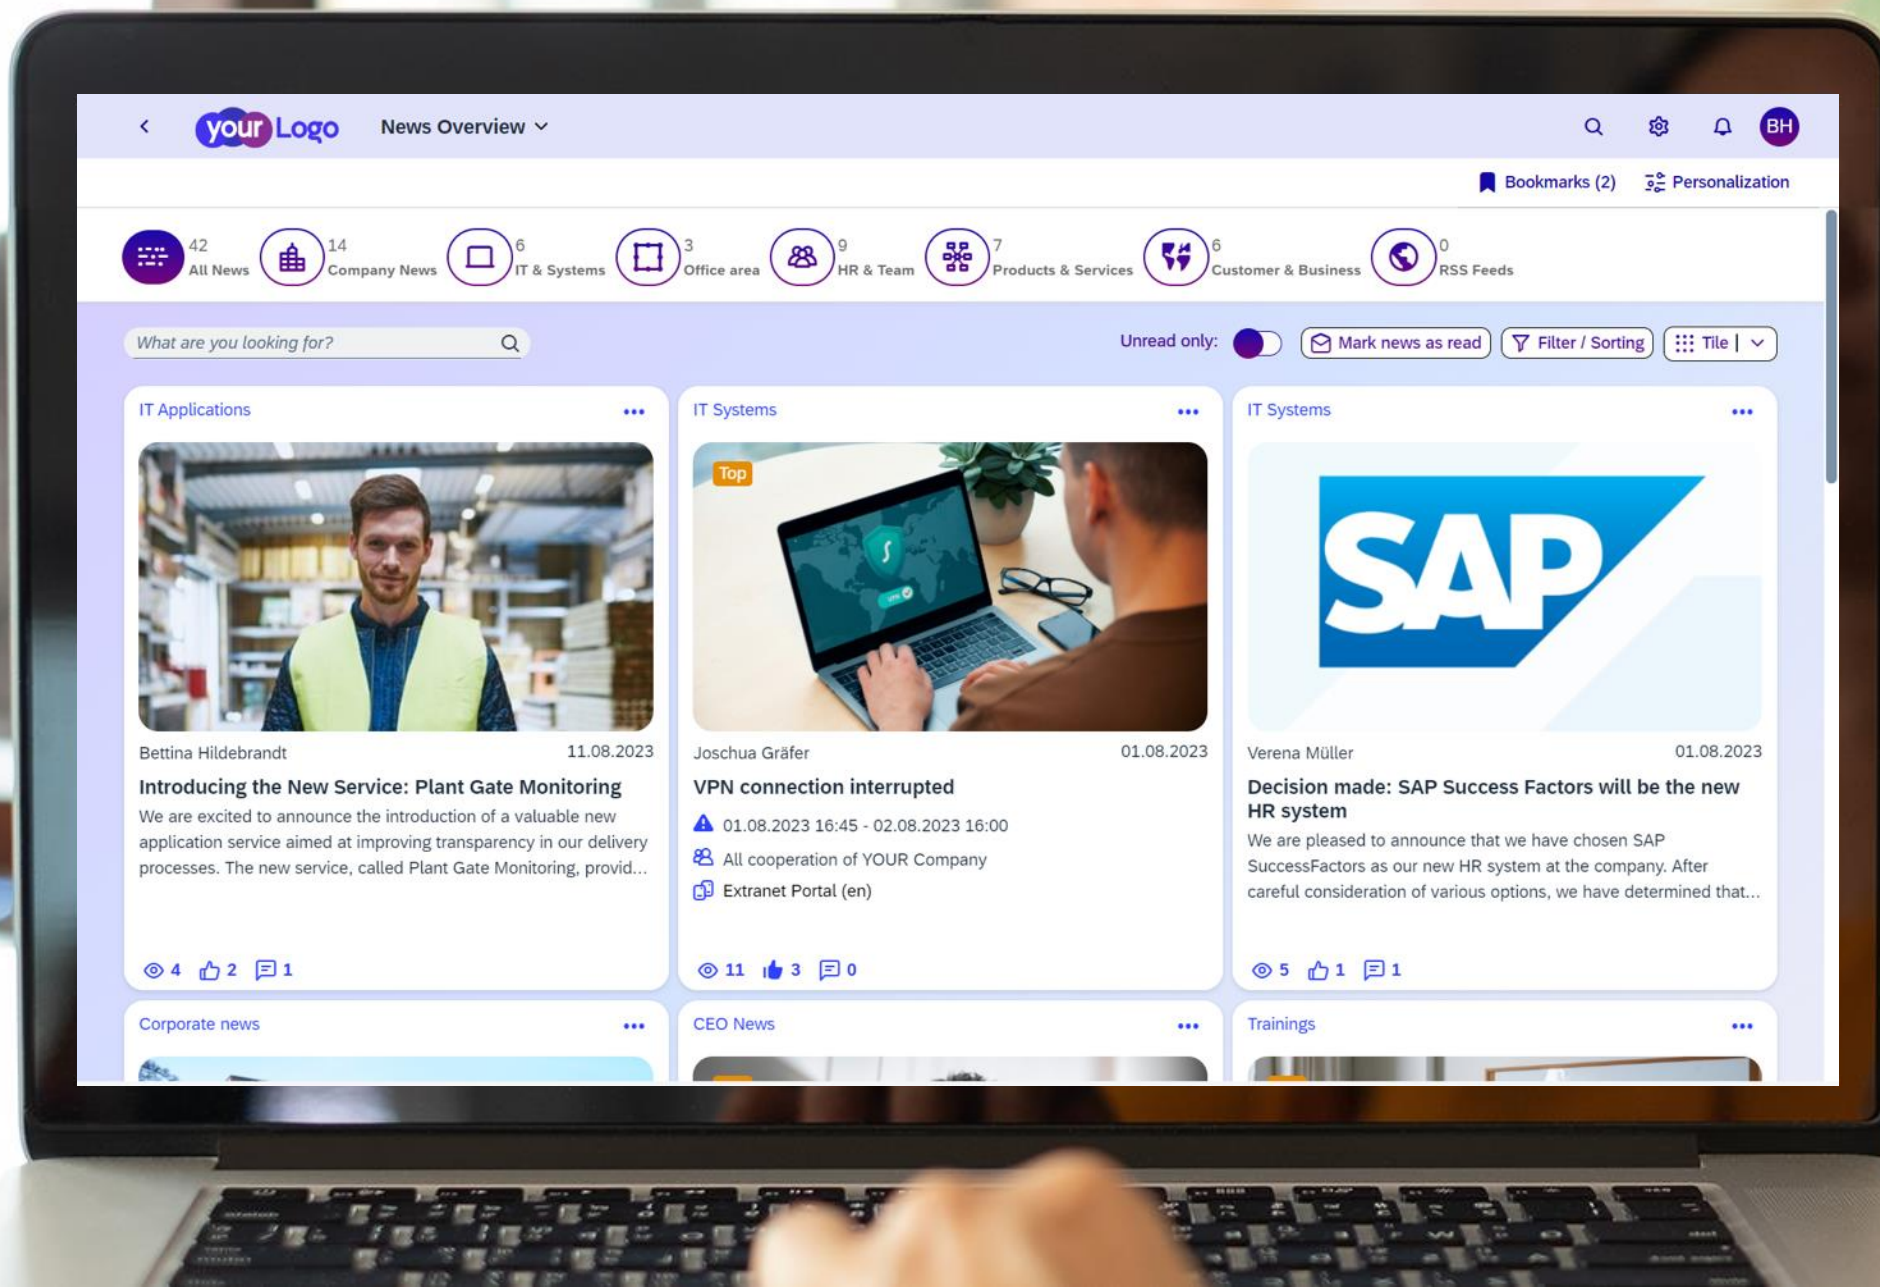 your Logo
News Overview
BH
Bookmarks (2)
Personalization
42
All News
14
Company News
6
IT & Systems
3
Office area
9
HR & Team
7
Products & Services
6
Customer & Business
0
RSS Feeds
What are you looking for?
Unread only:
Mark news as read
Filter / Sorting
Tile
IT Applications
Bettina Hildebrandt
11.08.2023
Introducing the New Service: Plant Gate Monitoring
We are excited to announce the introduction of a valuable new
application service aimed at improving transparency in our delivery
processes. The new service, called Plant Gate Monitoring, provid...
4
2
1
IT Systems
Top
VPN
Joschua Gräfer
01.08.2023
VPN connection interrupted
01.08.2023 16:45 - 02.08.2023 16:00
All cooperation of YOUR Company
Extranet Portal (en)
11
3
0
IT Systems
SAP
Verena Müller
01.08.2023
Decision made: SAP Success Factors will be the new
HR system
We are pleased to announce that we have chosen SAP
SuccessFactors as our new HR system at the company. After
careful consideration of various options, we have determined that...
5
1
1
Corporate news
CEO News
Trainings